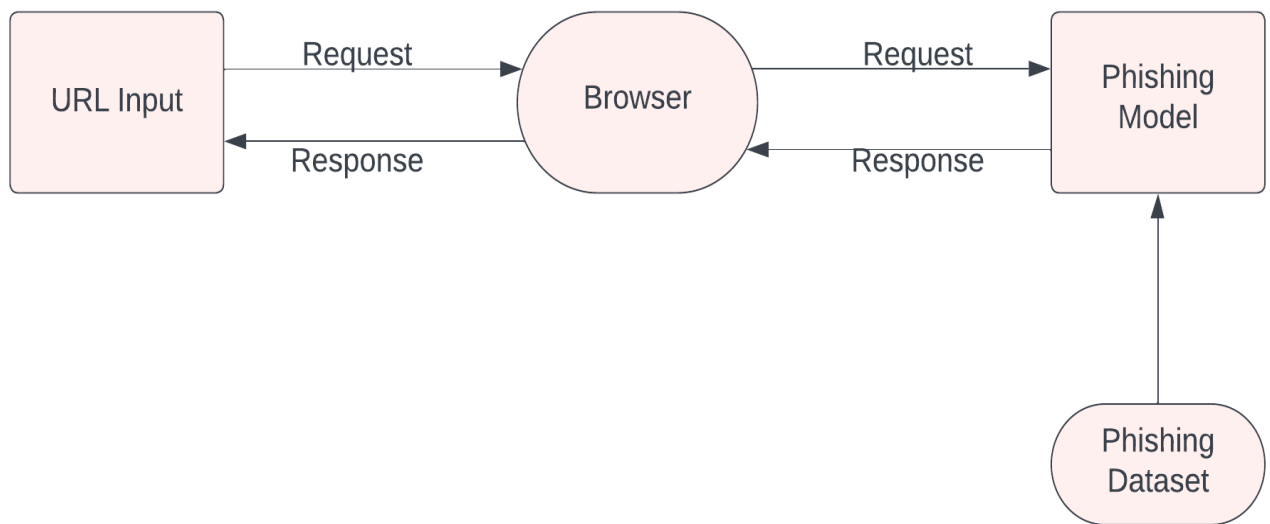 Request
Request
URL Input
Browser
Phishing
Model
Response
Response
Phishing
Dataset